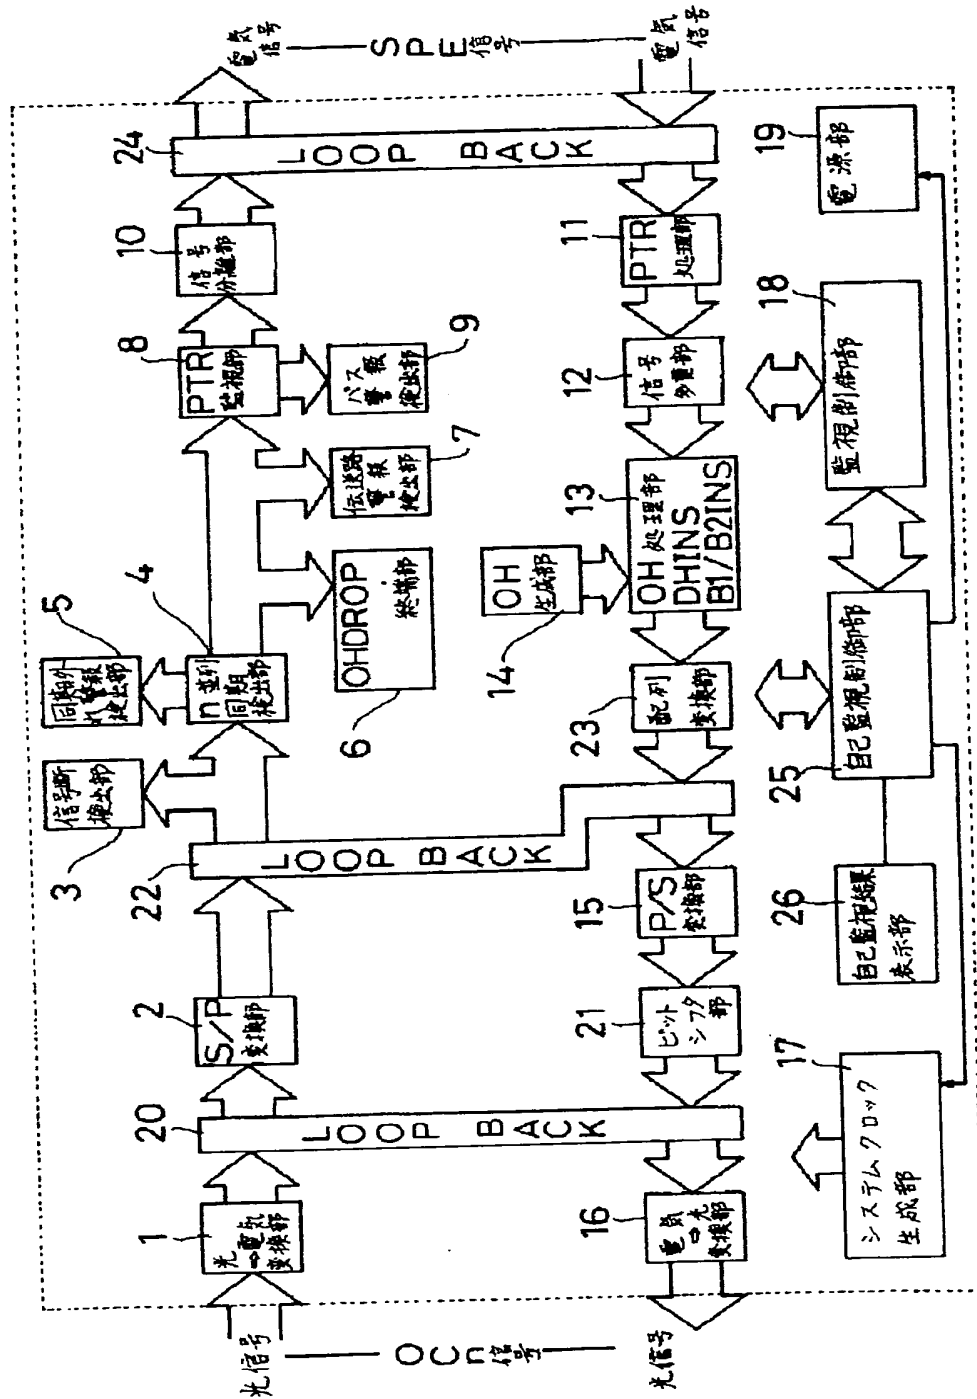 光信号
OCn信号
光信号
1
光
⇨電気
変換部
20
LOOP BACK
2
S/P
変換部
22
LOOP BACK
3
信号断
検出部
5
同期外
れ警報
検出部
4
n並列
同期
検出部
6
OHDROP
終端部
7
伝送路
警報
検出部
8
PTR
監視部
9
パス
警報
検出部
10
信号
分離部
24
LOOP BACK
電気
信号
SPE信号
電気
信号
11
PTR
処理部
12
信号
多重部
13
OH処理部
DHINS
B1/B2INS
14
OH
生成部
23
配列
変換部
15
P/S
変換部
21
ビット
シフタ
部
16
電気
⇨光
変換部
17
システムクロック
生成部
26
自己監視結果
表示部
25
自己監視制御部
18
監視制御部
19
電源部